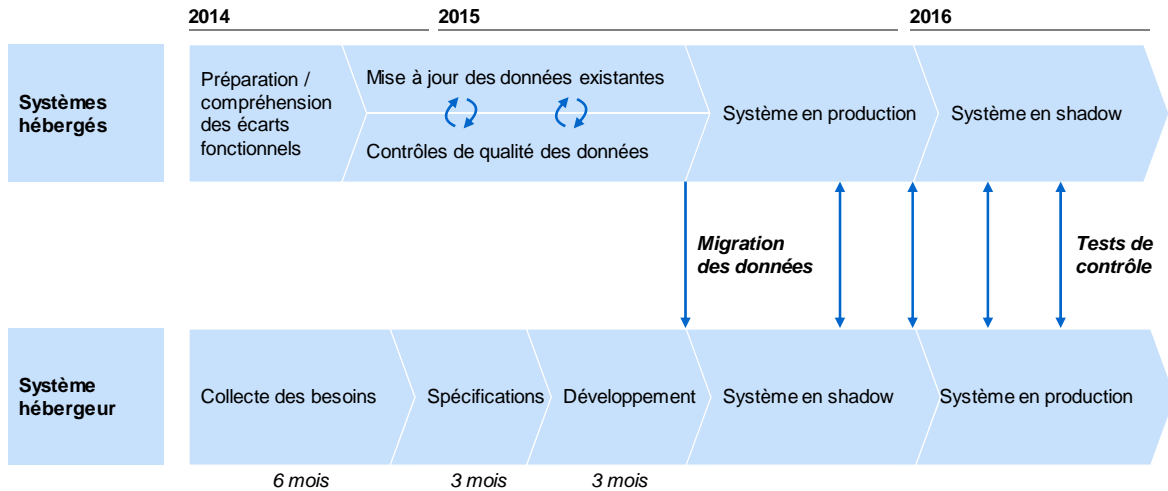 2014
2015
2016
Systèmes
hébergés
Préparation /
compréhension
des écarts
fonctionnels
Mise à jour des données existantes
Contrôles de qualité des données
Système en production
Système en shadow
Migration
des données
Tests de
contrôle
Système
hébergeur
Collecte des besoins
Spécifications
Développement
Système en shadow
Système en production
6 mois
3 mois
3 mois